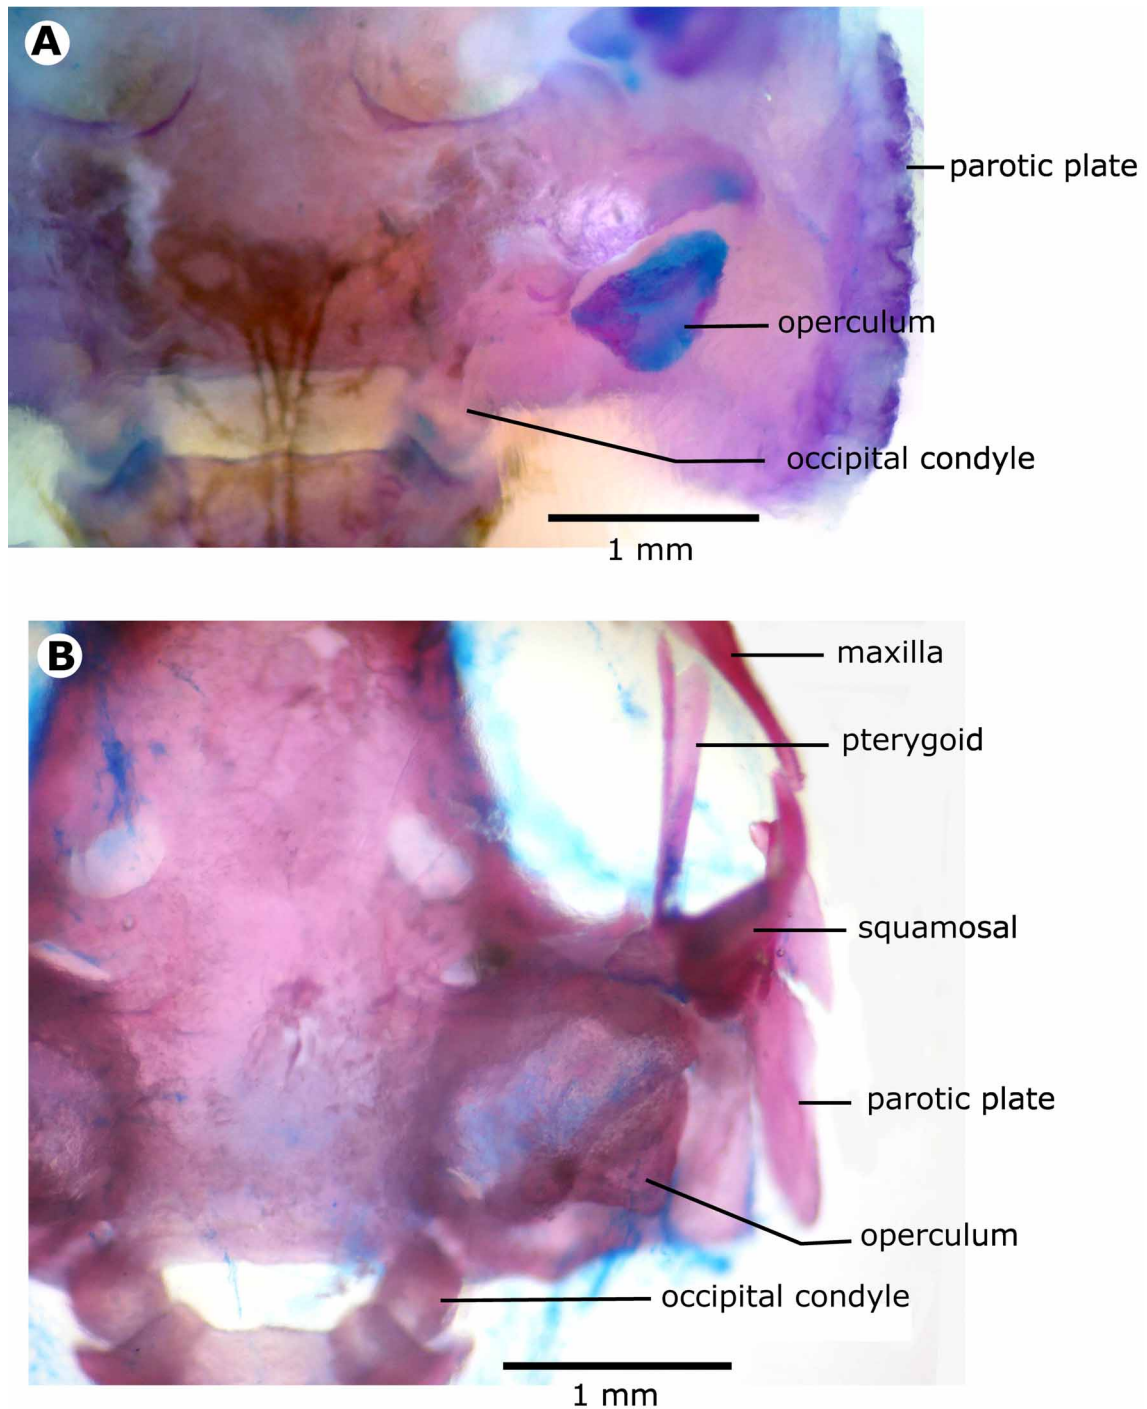 A
parotic plate
operculum
occipital condyle
1 mm
B
maxilla
pterygoid
squamosal
parotic plate
operculum
occipital condyle
1 mm